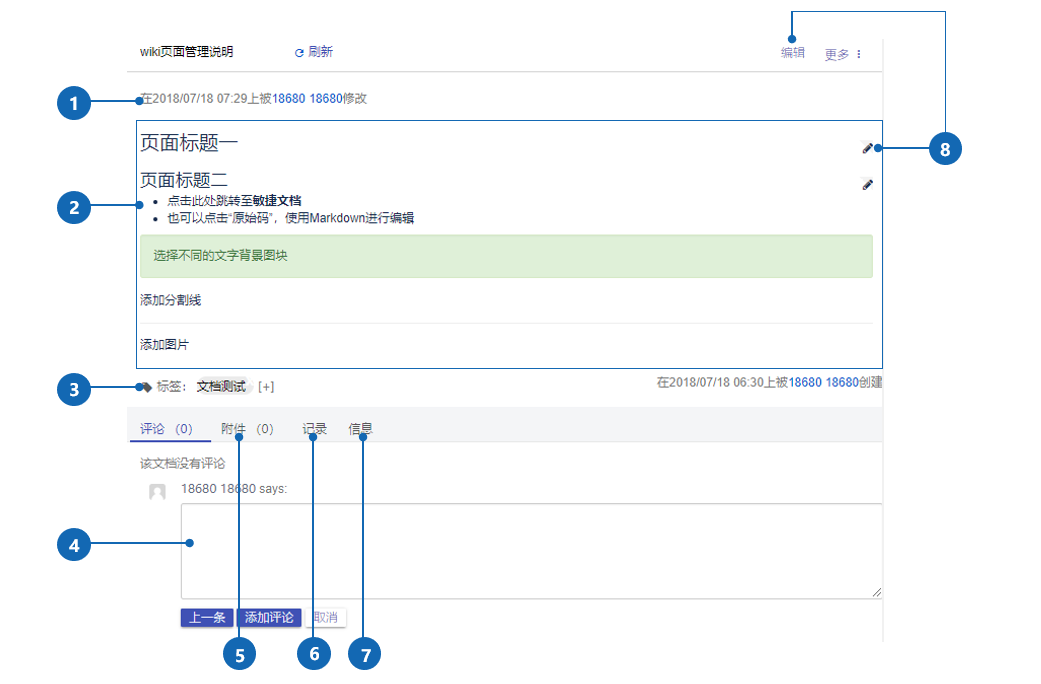 wiki页面管理说明 刷新 编辑 更多
1 在2018/07/18 07:29上被18680 18680修改
页面标题一
8
页面标题二
2 • 点击此处跳转至敏捷文档
• 也可以点击“原始码”，使用Markdown进行编辑
选择不同的文字背景图块
添加分割线
添加图片
3 标签： 文档测试 [+] 在2018/07/18 06:30上被18680 18680创建
评论 （0） 附件 （0） 记录 信息
该文档没有评论
18680 18680 says:
4
上一条 添加评论 取消
5 6 7